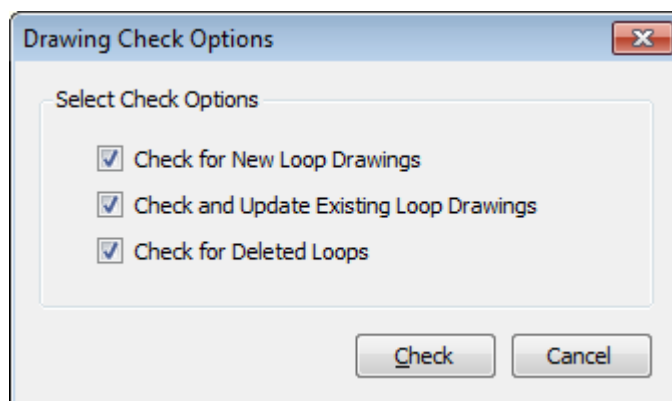 Drawing Check Options
Select Check Options
Check for New Loop Drawings
Check and Update Existing Loop Drawings
Check for Deleted Loops
Check
Cancel